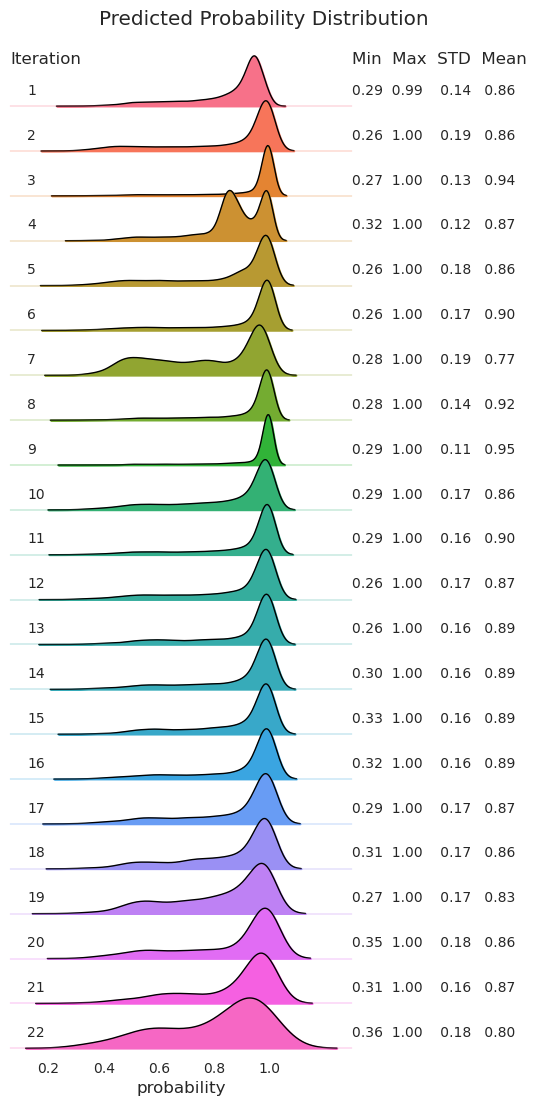 Predicted Probability Distribution
Iteration Min Max STD Mean
1 0.29 0.99 0.14 0.86
2 0.26 1.00 0.19 0.86
3 0.27 1.00 0.13 0.94
4 0.32 1.00 0.12 0.87
5 0.26 1.00 0.18 0.86
6 0.26 1.00 0.17 0.90
7 0.28 1.00 0.19 0.77
8 0.28 1.00 0.14 0.92
9 0.29 1.00 0.11 0.95
10 0.29 1.00 0.17 0.86
11 0.29 1.00 0.16 0.90
12 0.26 1.00 0.17 0.87
13 0.26 1.00 0.16 0.89
14 0.30 1.00 0.16 0.89
15 0.33 1.00 0.16 0.89
16 0.32 1.00 0.16 0.89
17 0.29 1.00 0.17 0.87
18 0.31 1.00 0.17 0.86
19 0.27 1.00 0.17 0.83
20 0.35 1.00 0.18 0.86
21 0.31 1.00 0.16 0.87
22 0.36 1.00 0.18 0.80
0.2 0.4 0.6 0.8 1.0
probability